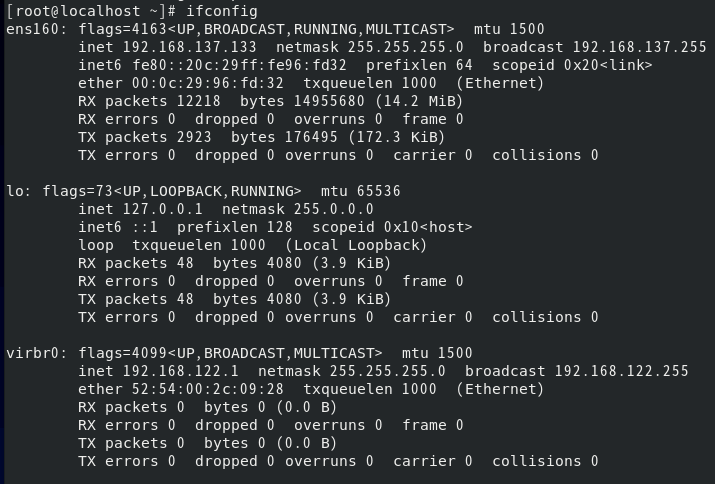 [root@localhost ~]# ifconfig
ens160: flags=4163<UP,BROADCAST,RUNNING,MULTICAST>  mtu 1500
        inet 192.168.137.133  netmask 255.255.255.0  broadcast 192.168.137.255
        inet6 fe80::20c:29ff:fe96:fd32  prefixlen 64  scopeid 0x20<link>
        ether 00:0c:29:96:fd:32  txqueuelen 1000  (Ethernet)
        RX packets 12218  bytes 14955680 (14.2 MiB)
        RX errors 0  dropped 0  overruns 0  frame 0
        TX packets 2923  bytes 176495 (172.3 KiB)
        TX errors 0  dropped 0 overruns 0  carrier 0  collisions 0

lo: flags=73<UP,LOOPBACK,RUNNING>  mtu 65536
        inet 127.0.0.1  netmask 255.0.0.0
        inet6 ::1  prefixlen 128  scopeid 0x10<host>
        loop  txqueuelen 1000  (Local Loopback)
        RX packets 48  bytes 4080 (3.9 KiB)
        RX errors 0  dropped 0  overruns 0  frame 0
        TX packets 48  bytes 4080 (3.9 KiB)
        TX errors 0  dropped 0 overruns 0  carrier 0  collisions 0

virbr0: flags=4099<UP,BROADCAST,MULTICAST>  mtu 1500
        inet 192.168.122.1  netmask 255.255.255.0  broadcast 192.168.122.255
        ether 52:54:00:2c:09:28  txqueuelen 1000  (Ethernet)
        RX packets 0  bytes 0 (0.0 B)
        RX errors 0  dropped 0  overruns 0  frame 0
        TX packets 0  bytes 0 (0.0 B)
        TX errors 0  dropped 0 overruns 0  carrier 0  collisions 0